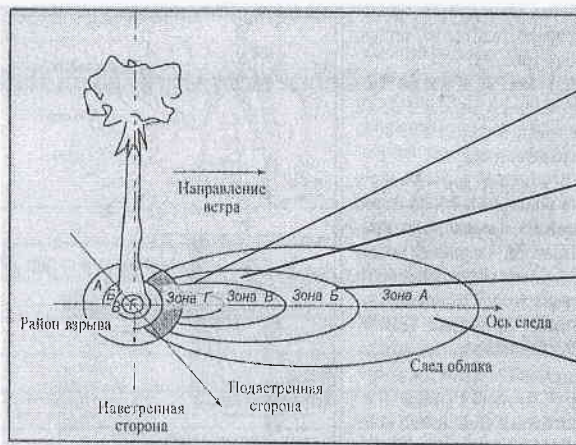 Направление
ветра
А
Б
В
Зона Г
Зона В
Зона Б
Зона А
Район взрыва
Ось следа
След облака
Подветренная
сторона
Наветренная
сторона